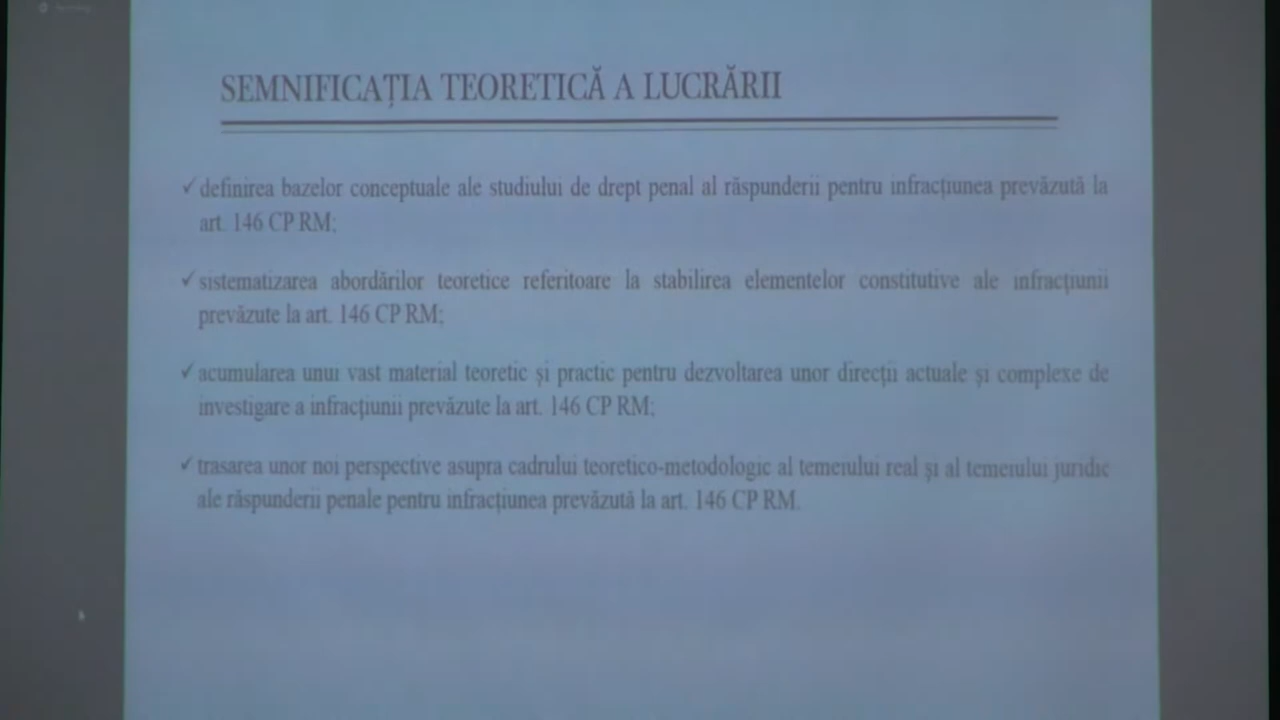 SEMNIFICAȚIA TEORETICĂ A LUCRĂRII
✓ definirea bazelor conceptuale ale studiului de drept penal al răspunderii pentru infracțiunea prevăzută la
art. 146 CP RM;
✓ sistematizarea abordărilor teoretice referitoare la stabilirea elementelor constitutive ale infracțiunii
prevăzute la art. 146 CP RM;
✓ acumularea unui vast material teoretic și practic pentru dezvoltarea unor direcții actuale și complexe de
investigare a infracțiunii prevăzute la art. 146 CP RM;
✓ trasarea unor noi perspective asupra cadrului teoretico-metodologic al temeiului real și al temeiului juridic
ale răspunderii penale pentru infracțiunea prevăzută la art. 146 CP RM.